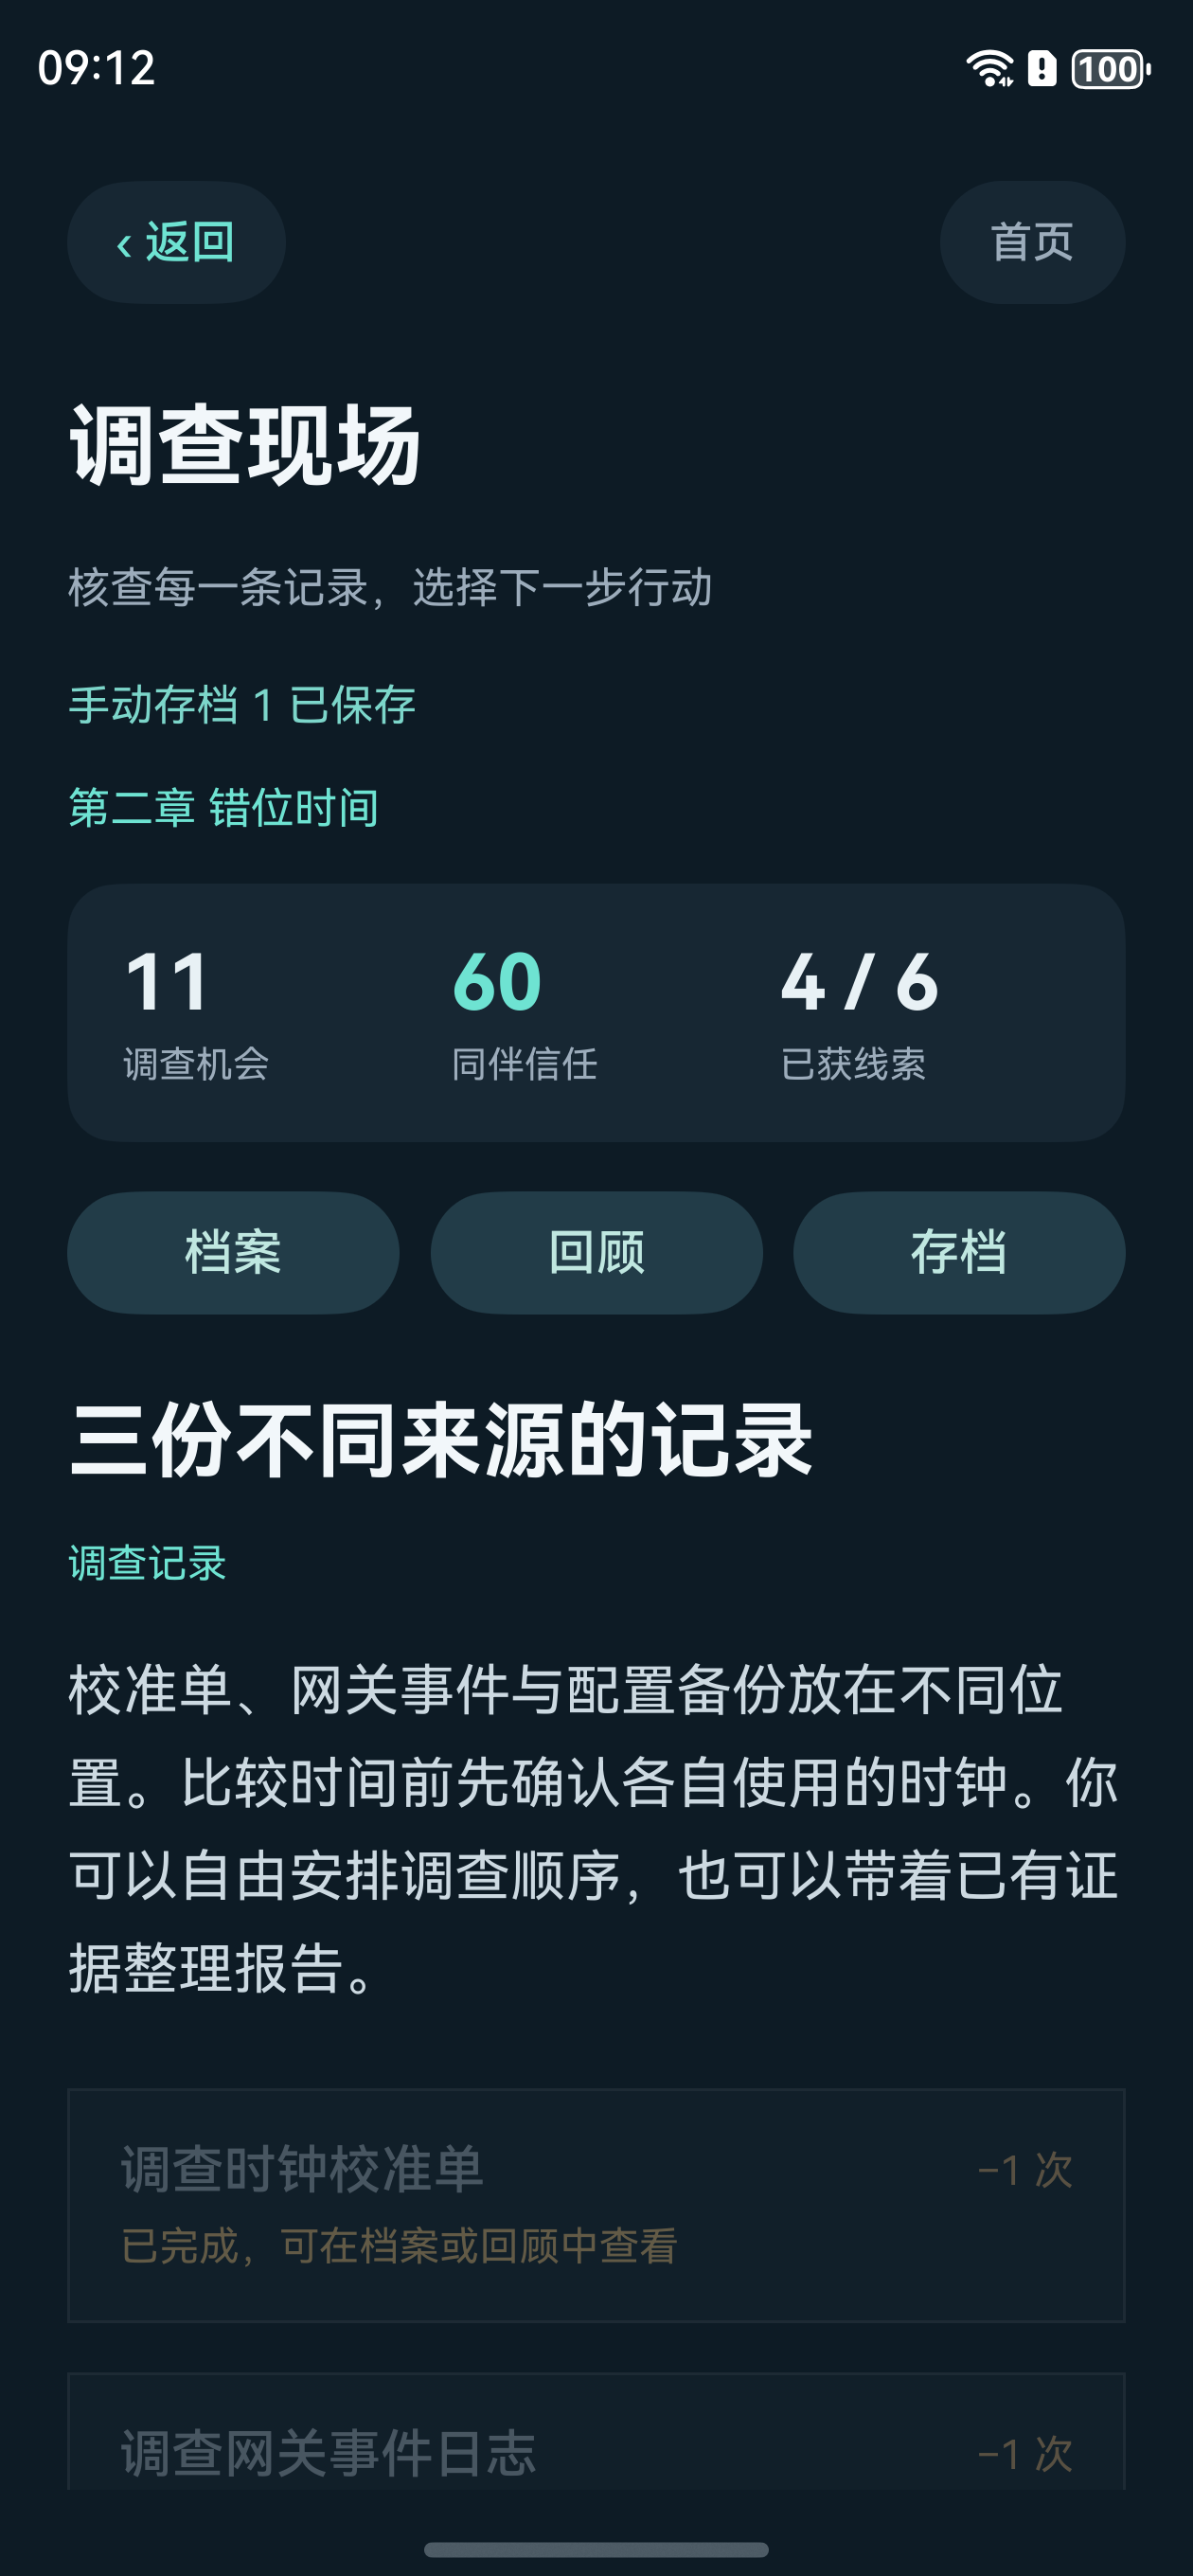 09:12
100
‹ 返回
首页
调查现场
核查每一条记录，选择下一步行动
手动存档 1 已保存
第二章 错位时间
11
60
4 / 6
调查机会
同伴信任
已获线索
档案
回顾
存档
三份不同来源的记录
调查记录
校准单、网关事件与配置备份放在不同位
置。比较时间前先确认各自使用的时钟。你
可以自由安排调查顺序，也可以带着已有证
据整理报告。
调查时钟校准单
−1 次
已完成，可在档案或回顾中查看
调查网关事件日志
−1 次